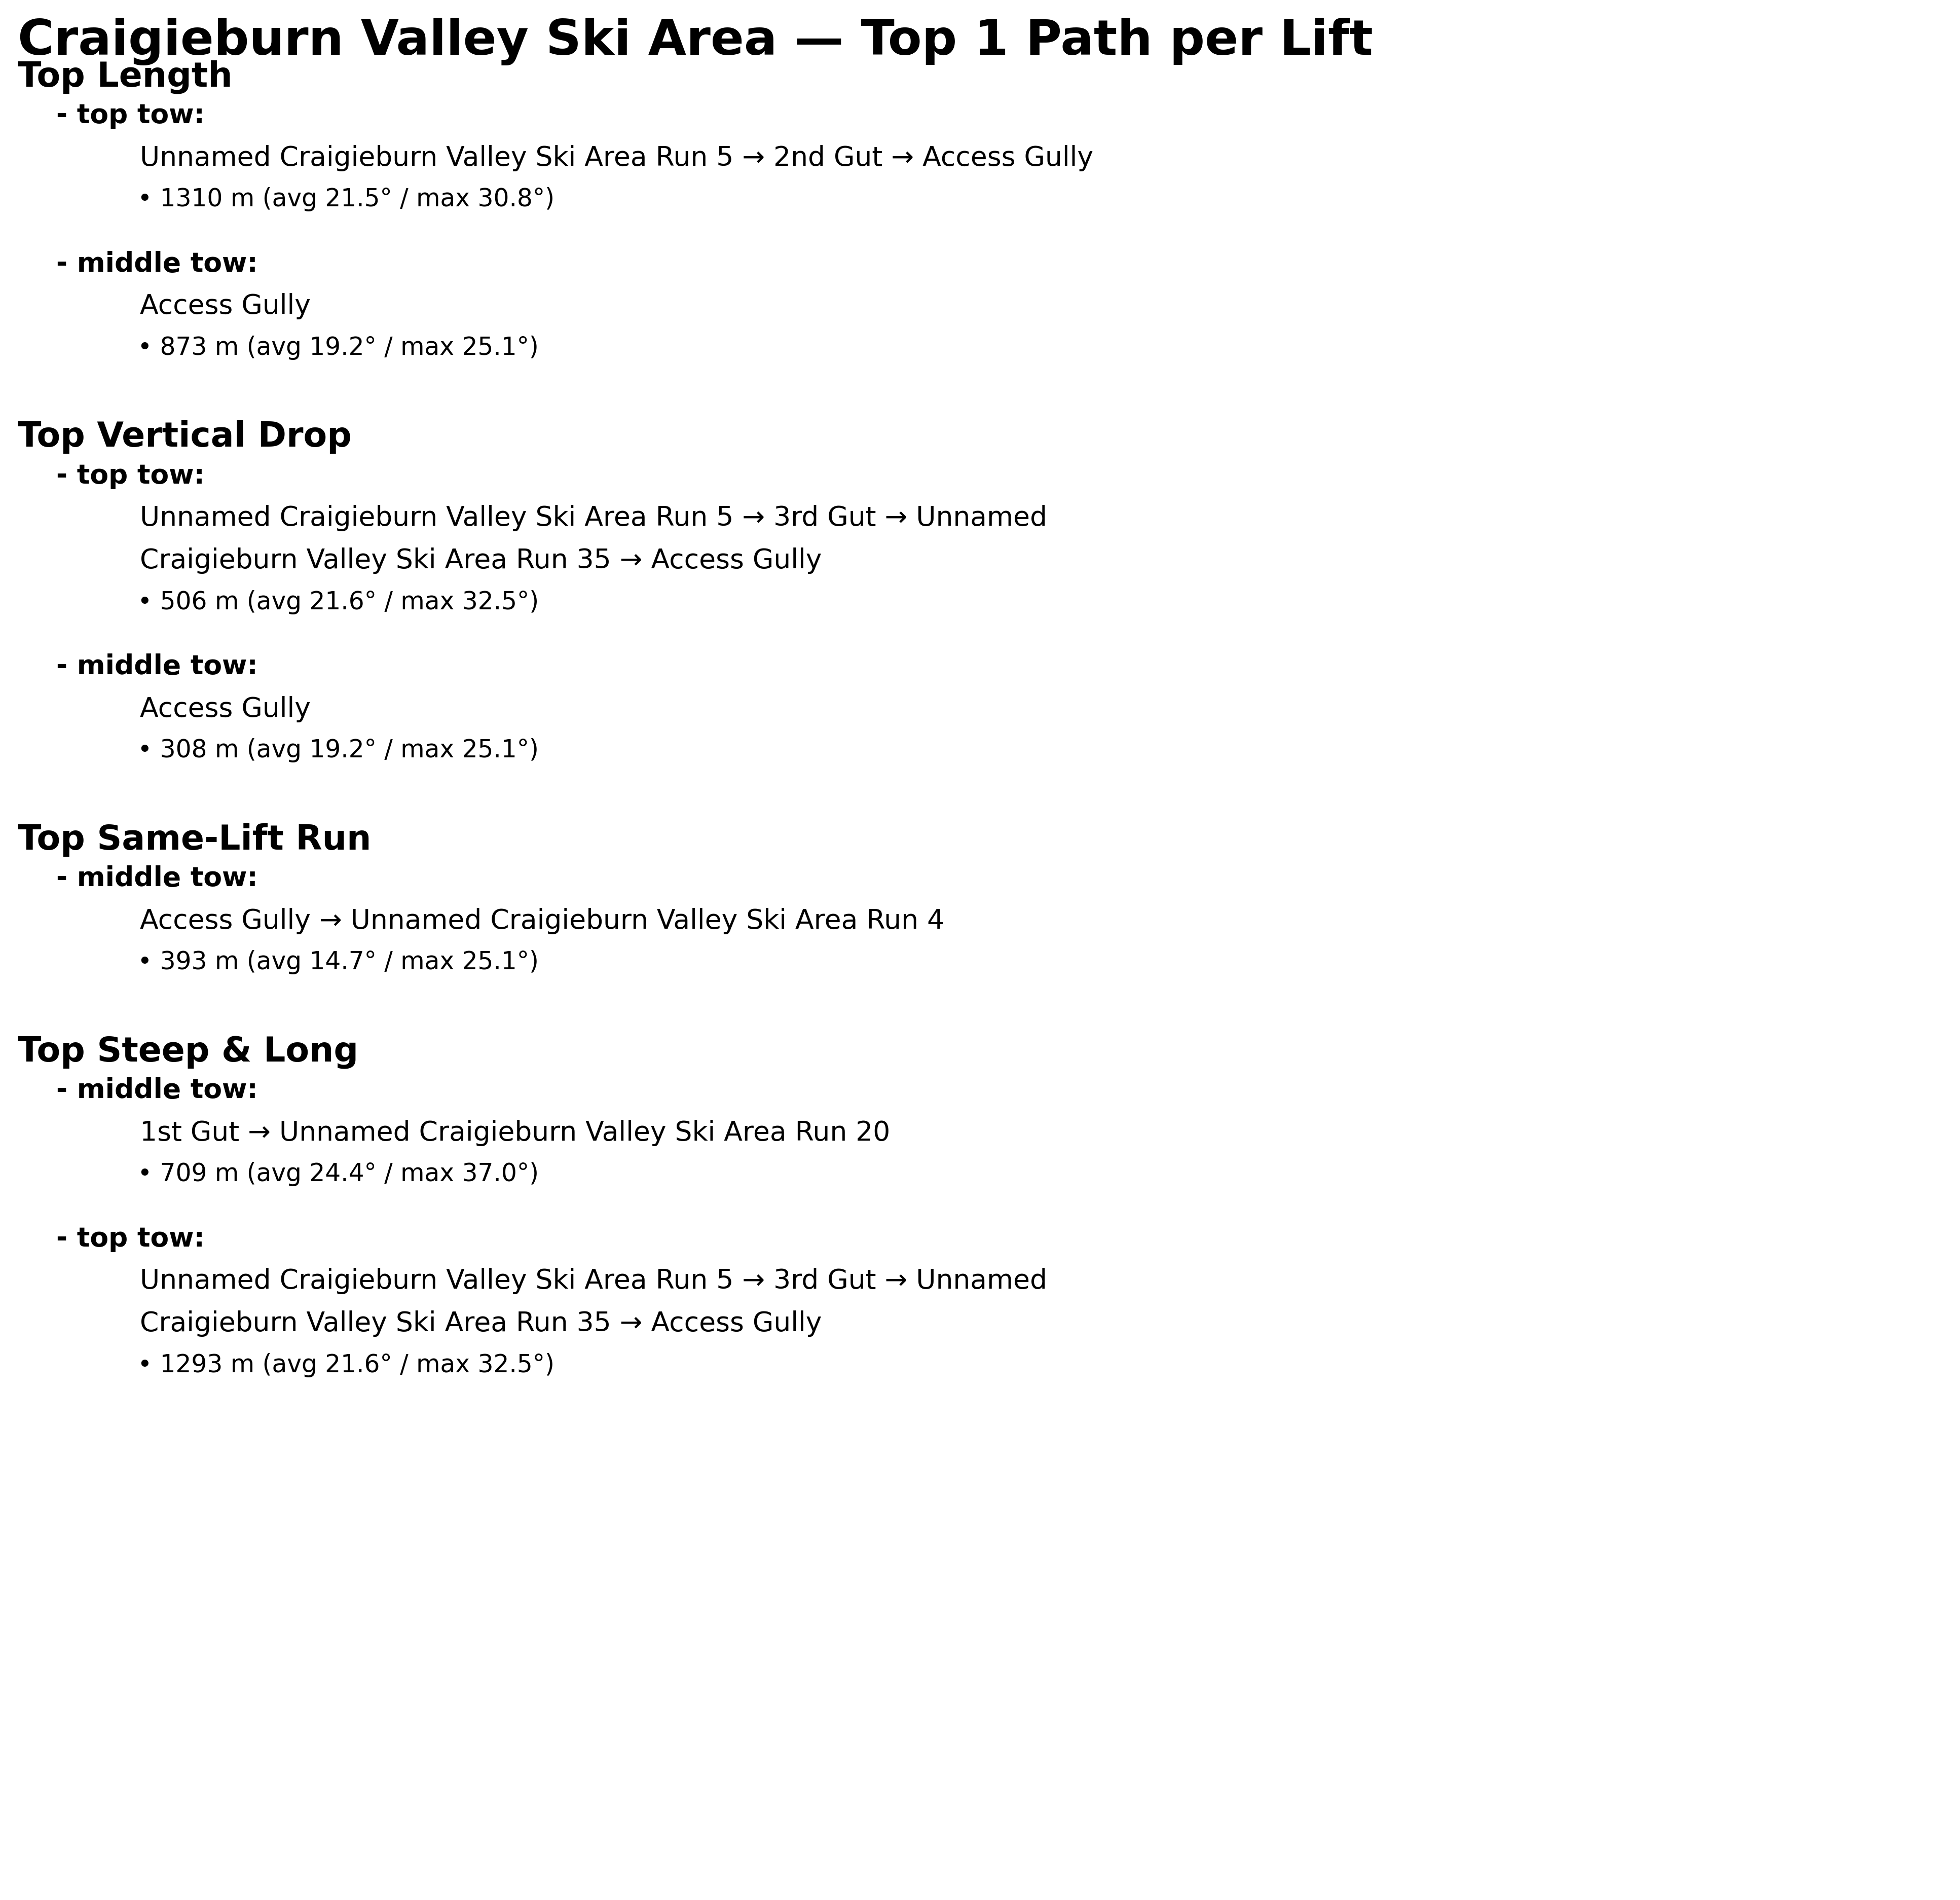 Craigieburn Valley Ski Area — Top 1 Path per Lift
Top Length
- top tow:
Unnamed Craigieburn Valley Ski Area Run 5 → 2nd Gut → Access Gully
• 1310 m (avg 21.5° / max 30.8°)
- middle tow:
Access Gully
• 873 m (avg 19.2° / max 25.1°)
Top Vertical Drop
- top tow:
Unnamed Craigieburn Valley Ski Area Run 5 → 3rd Gut → Unnamed
Craigieburn Valley Ski Area Run 35 → Access Gully
• 506 m (avg 21.6° / max 32.5°)
- middle tow:
Access Gully
• 308 m (avg 19.2° / max 25.1°)
Top Same-Lift Run
- middle tow:
Access Gully → Unnamed Craigieburn Valley Ski Area Run 4
• 393 m (avg 14.7° / max 25.1°)
Top Steep & Long
- middle tow:
1st Gut → Unnamed Craigieburn Valley Ski Area Run 20
• 709 m (avg 24.4° / max 37.0°)
- top tow:
Unnamed Craigieburn Valley Ski Area Run 5 → 3rd Gut → Unnamed
Craigieburn Valley Ski Area Run 35 → Access Gully
• 1293 m (avg 21.6° / max 32.5°)